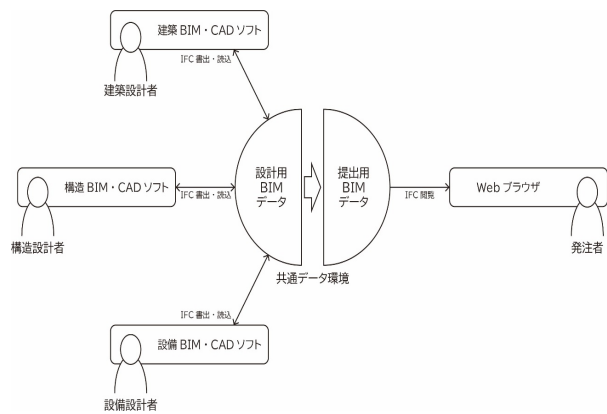 建築 BIM・CAD ソフト
IFC 書出・読込
建築設計者
構造 BIM・CAD ソフト
IFC 書出・読込
構造設計者
設計用
BIM
データ
提出用
BIM
データ
共通データ環境
IFC 閲覧
Web ブラウザ
発注者
IFC 書出・読込
設備 BIM・CAD ソフト
設備設計者